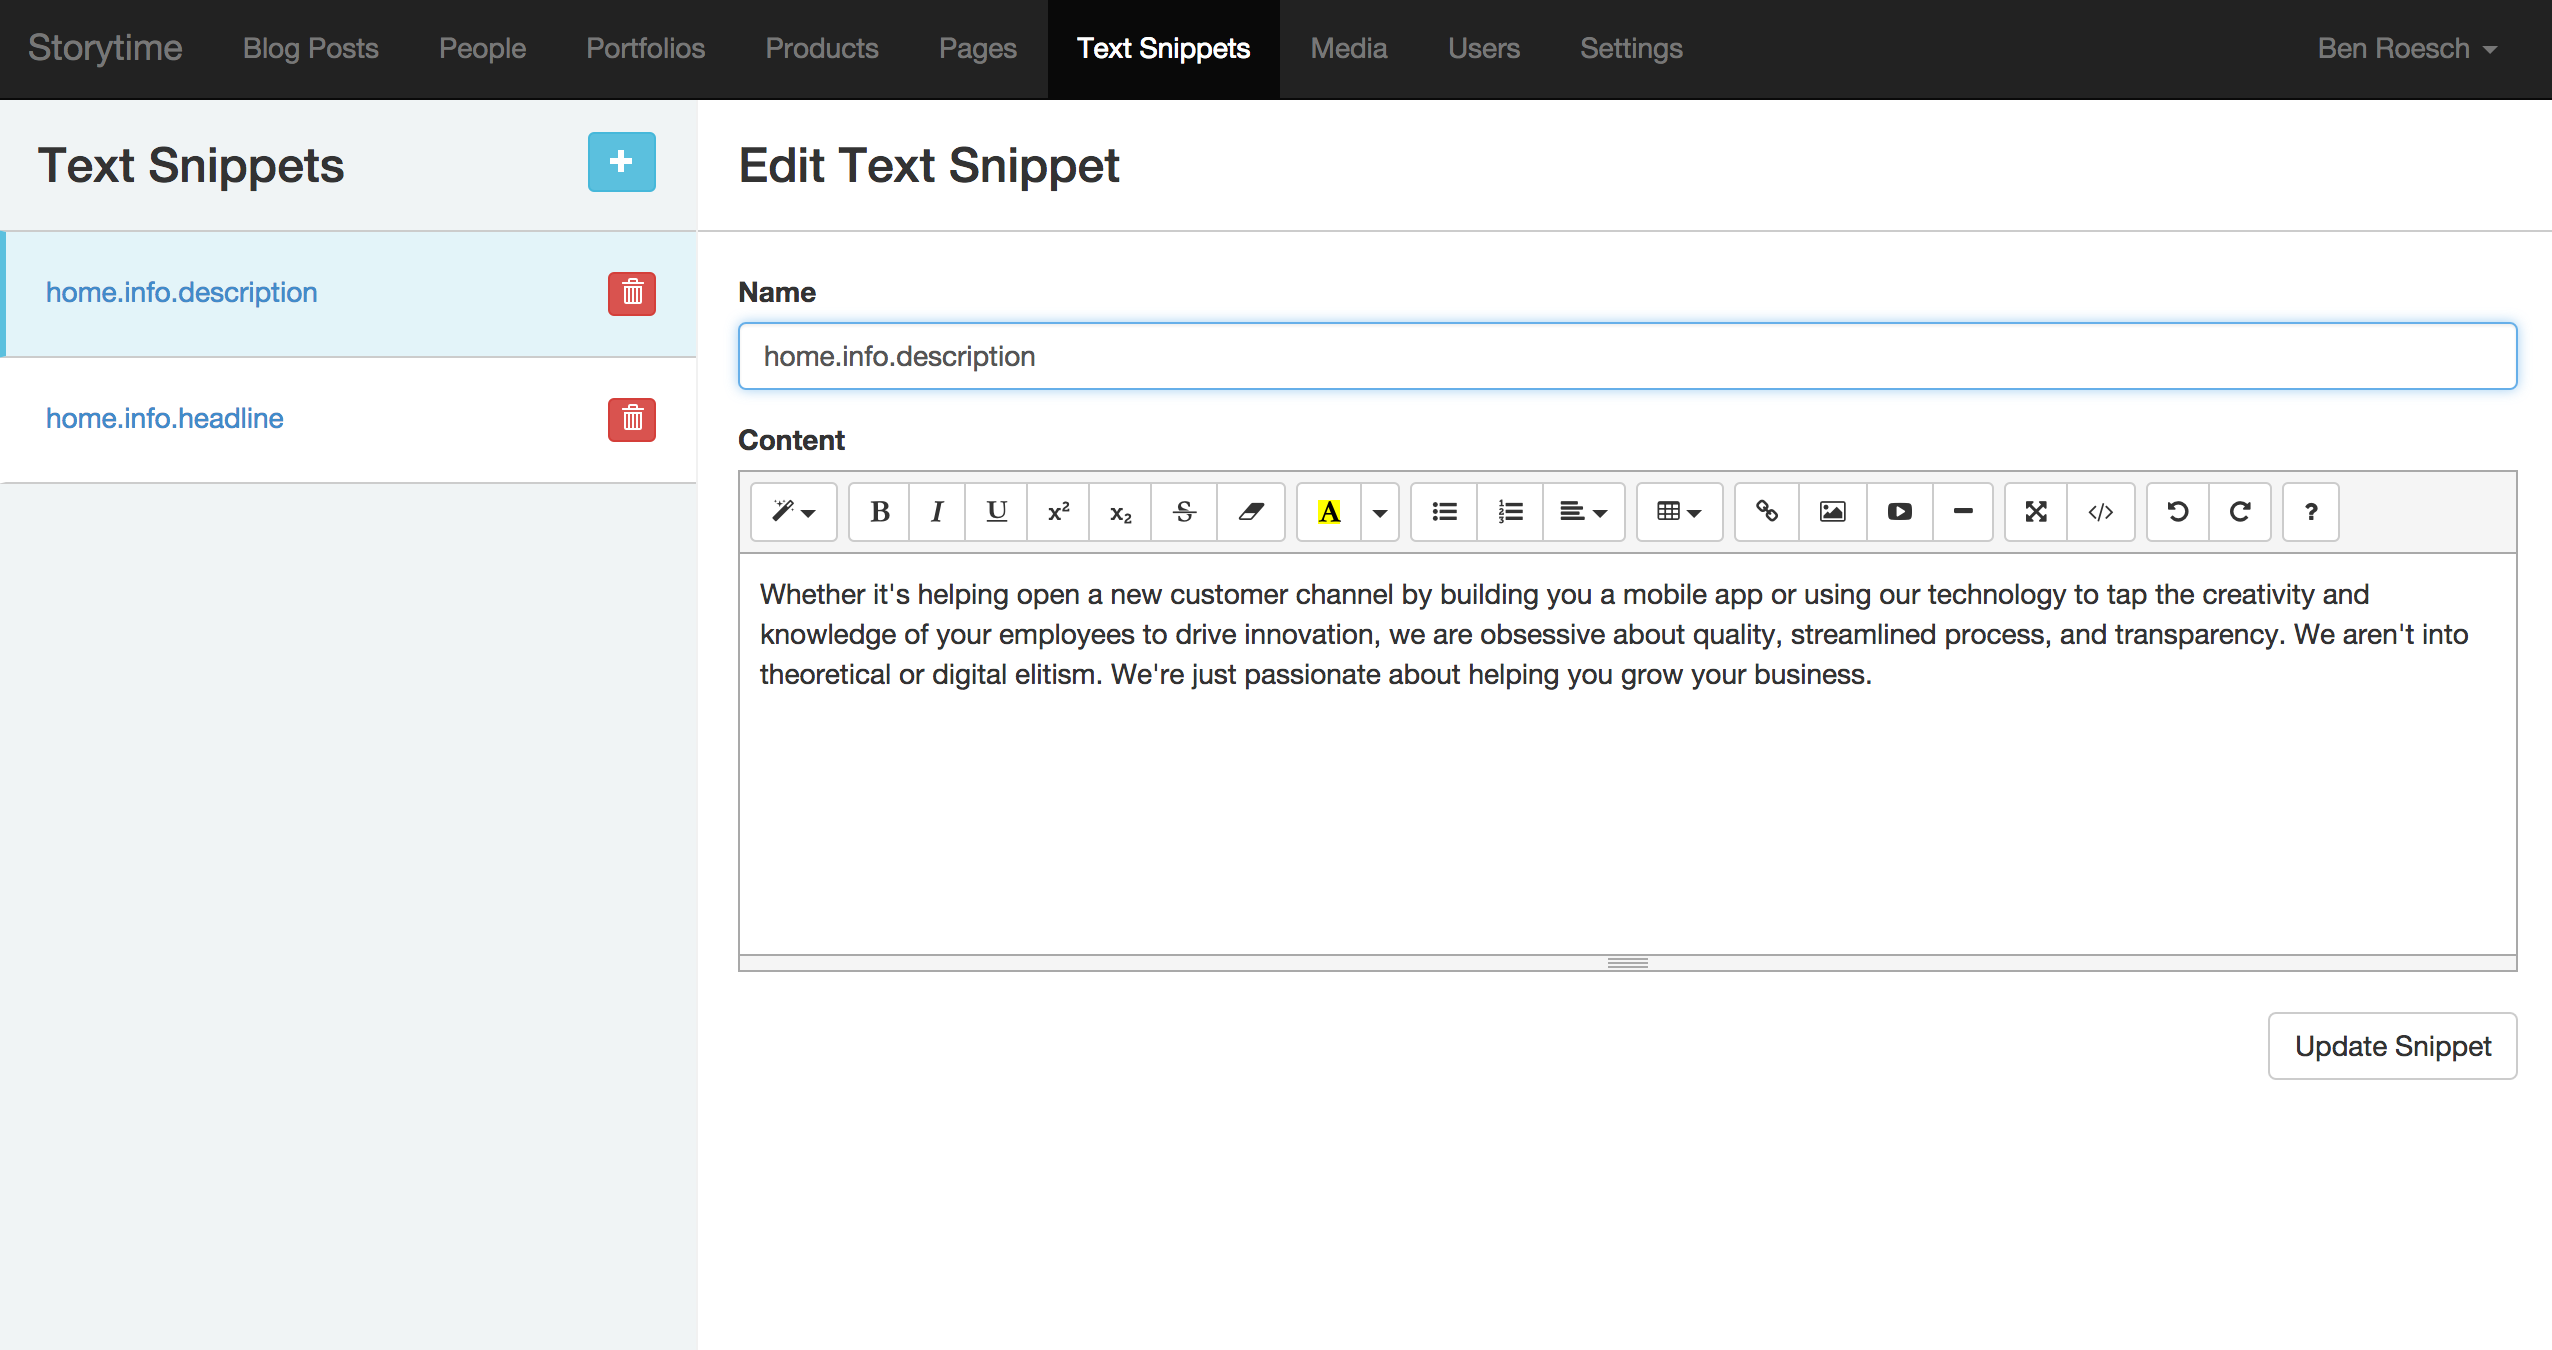 Storytime Blog Posts People Portfolios Products Pages Text Snippets Media Users Settings Ben Roesch
Text Snippets
Edit Text Snippet
home.info.description
home.info.headline
Name
home.info.description
Content
B I U x² x₂ S A ?
Whether it's helping open a new customer channel by building you a mobile app or using our technology to tap the creativity and
knowledge of your employees to drive innovation, we are obsessive about quality, streamlined process, and transparency. We aren't into
theoretical or digital elitism. We're just passionate about helping you grow your business.
Update Snippet